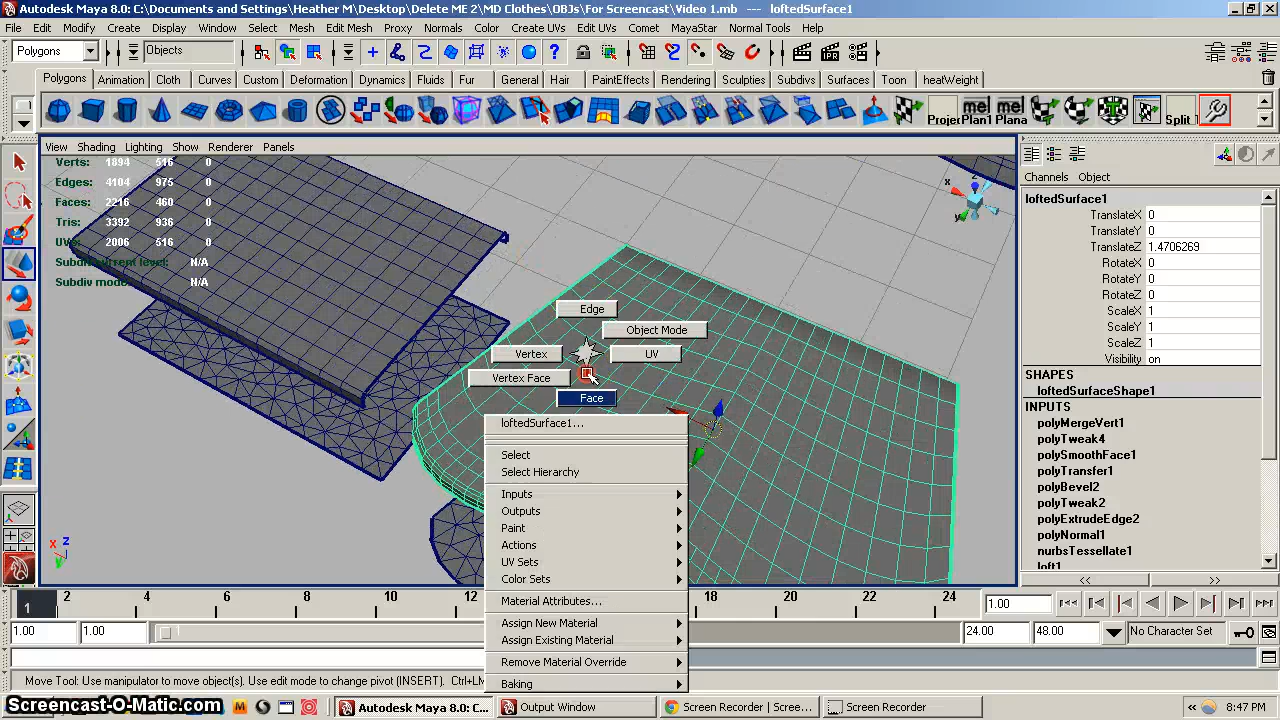 Autodesk Maya 8.0: C:\Documents and Settings\Heather M\Desktop\Delete ME 2\MD Clothes\OBJs\For Screencast\Video 1.mb --- loftedSurface1
File Edit Modify Create Display Window Select Mesh Edit Mesh Proxy Normals Color Create UVs Edit UVs Comet MayaStar Normal Tools Help
Polygons Objects
Polygons Animation Cloth Curves Custom Deformation Dynamics Fluids Fur General Hair PaintEffects Rendering Sculptes Subdivs Surfaces Toon heatWeight
IPR
Projec Plan1 Plana Split
mel mel
View Shading Lighting Show Renderer Panels
Verts: 1894 516 0
Edges: 4104 975 0
Faces: 2216 460 0
Tris: 3392 936 0
UVs: 2006 516 0
Subdiv current level: N/A
Subdiv mode: N/A
Edge
Object Mode
Vertex
UV
Vertex Face
Face
loftedSurface1...
Select
Select Hierarchy
Inputs
Outputs
Paint
Actions
UV Sets
Color Sets
Material Attributes...
Assign New Material
Assign Existing Material
Remove Material Override
Baking
x z y
x z y
Channels Object
loftedSurface1
TranslateX 0
TranslateY 0
TranslateZ 1.4706269
RotateX 0
RotateY 0
RotateZ 0
ScaleX 1
ScaleY 1
ScaleZ 1
Visibility on
SHAPES
loftedSurfaceShape1
INPUTS
polyMergeVert1
polyTweak4
polySmoothFace1
polyTransfer1
polyBevel2
polyTweak2
polyExtrudeEdge2
polyNormal1
nurbsTessellate1
loft1
<< >>
1 2 4 6 8 10 12 18 20 22 24 1.00
1.00 1.00 1 24.00 48.00 No Character Set
Move Tool: Use manipulator to move object(s). Use edit mode to change pivot (INSERT). Ctrl+LM
Screencast-O-Matic.com Autodesk Maya 8.0: C:\... Output Window Screen Recorder | Scree... Screen Recorder 8:47 PM